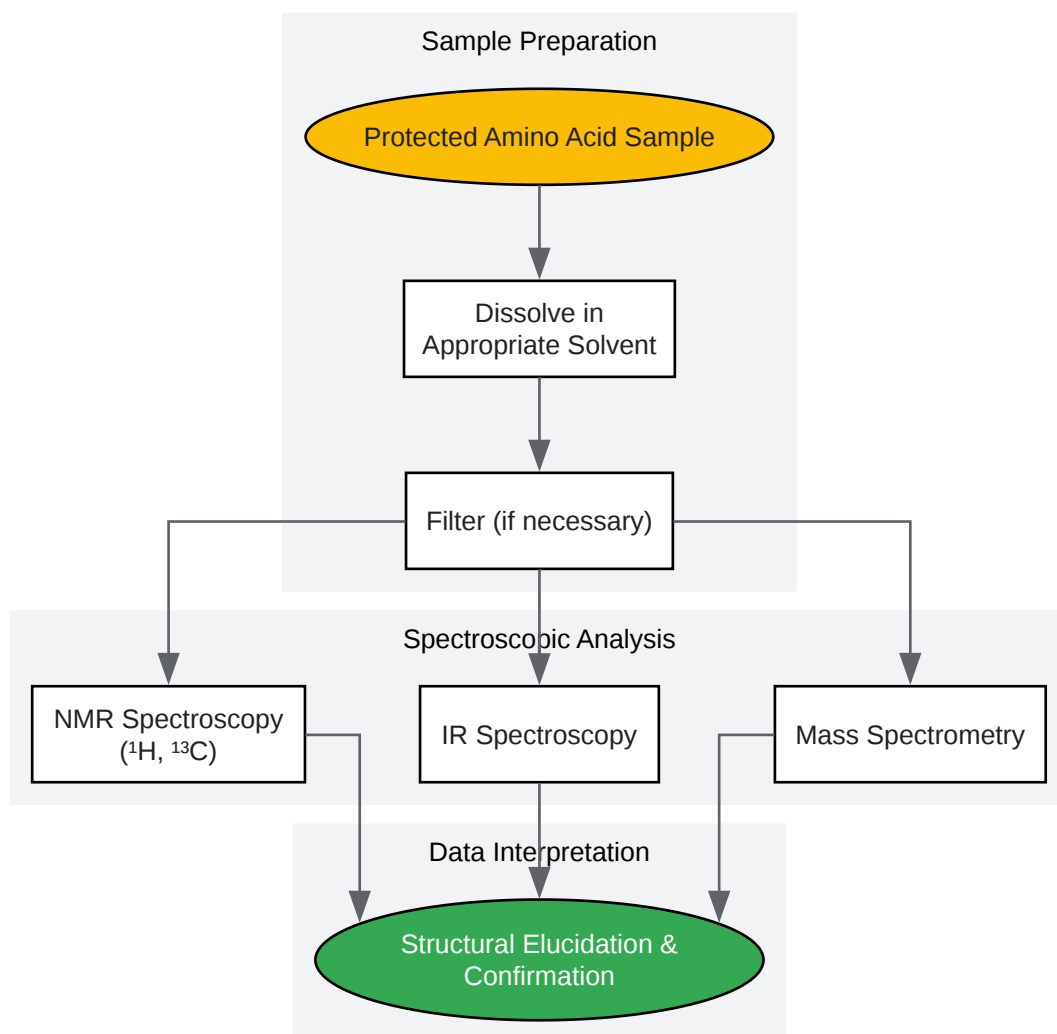 Sample Preparation
Protected Amino Acid Sample
Dissolve in
Appropriate Solvent
Filter (if necessary)
Spectroscopic Analysis
NMR Spectroscopy
(¹H, ¹³C)
IR Spectroscopy
Mass Spectrometry
Data Interpretation
Structural Elucidation &
Confirmation